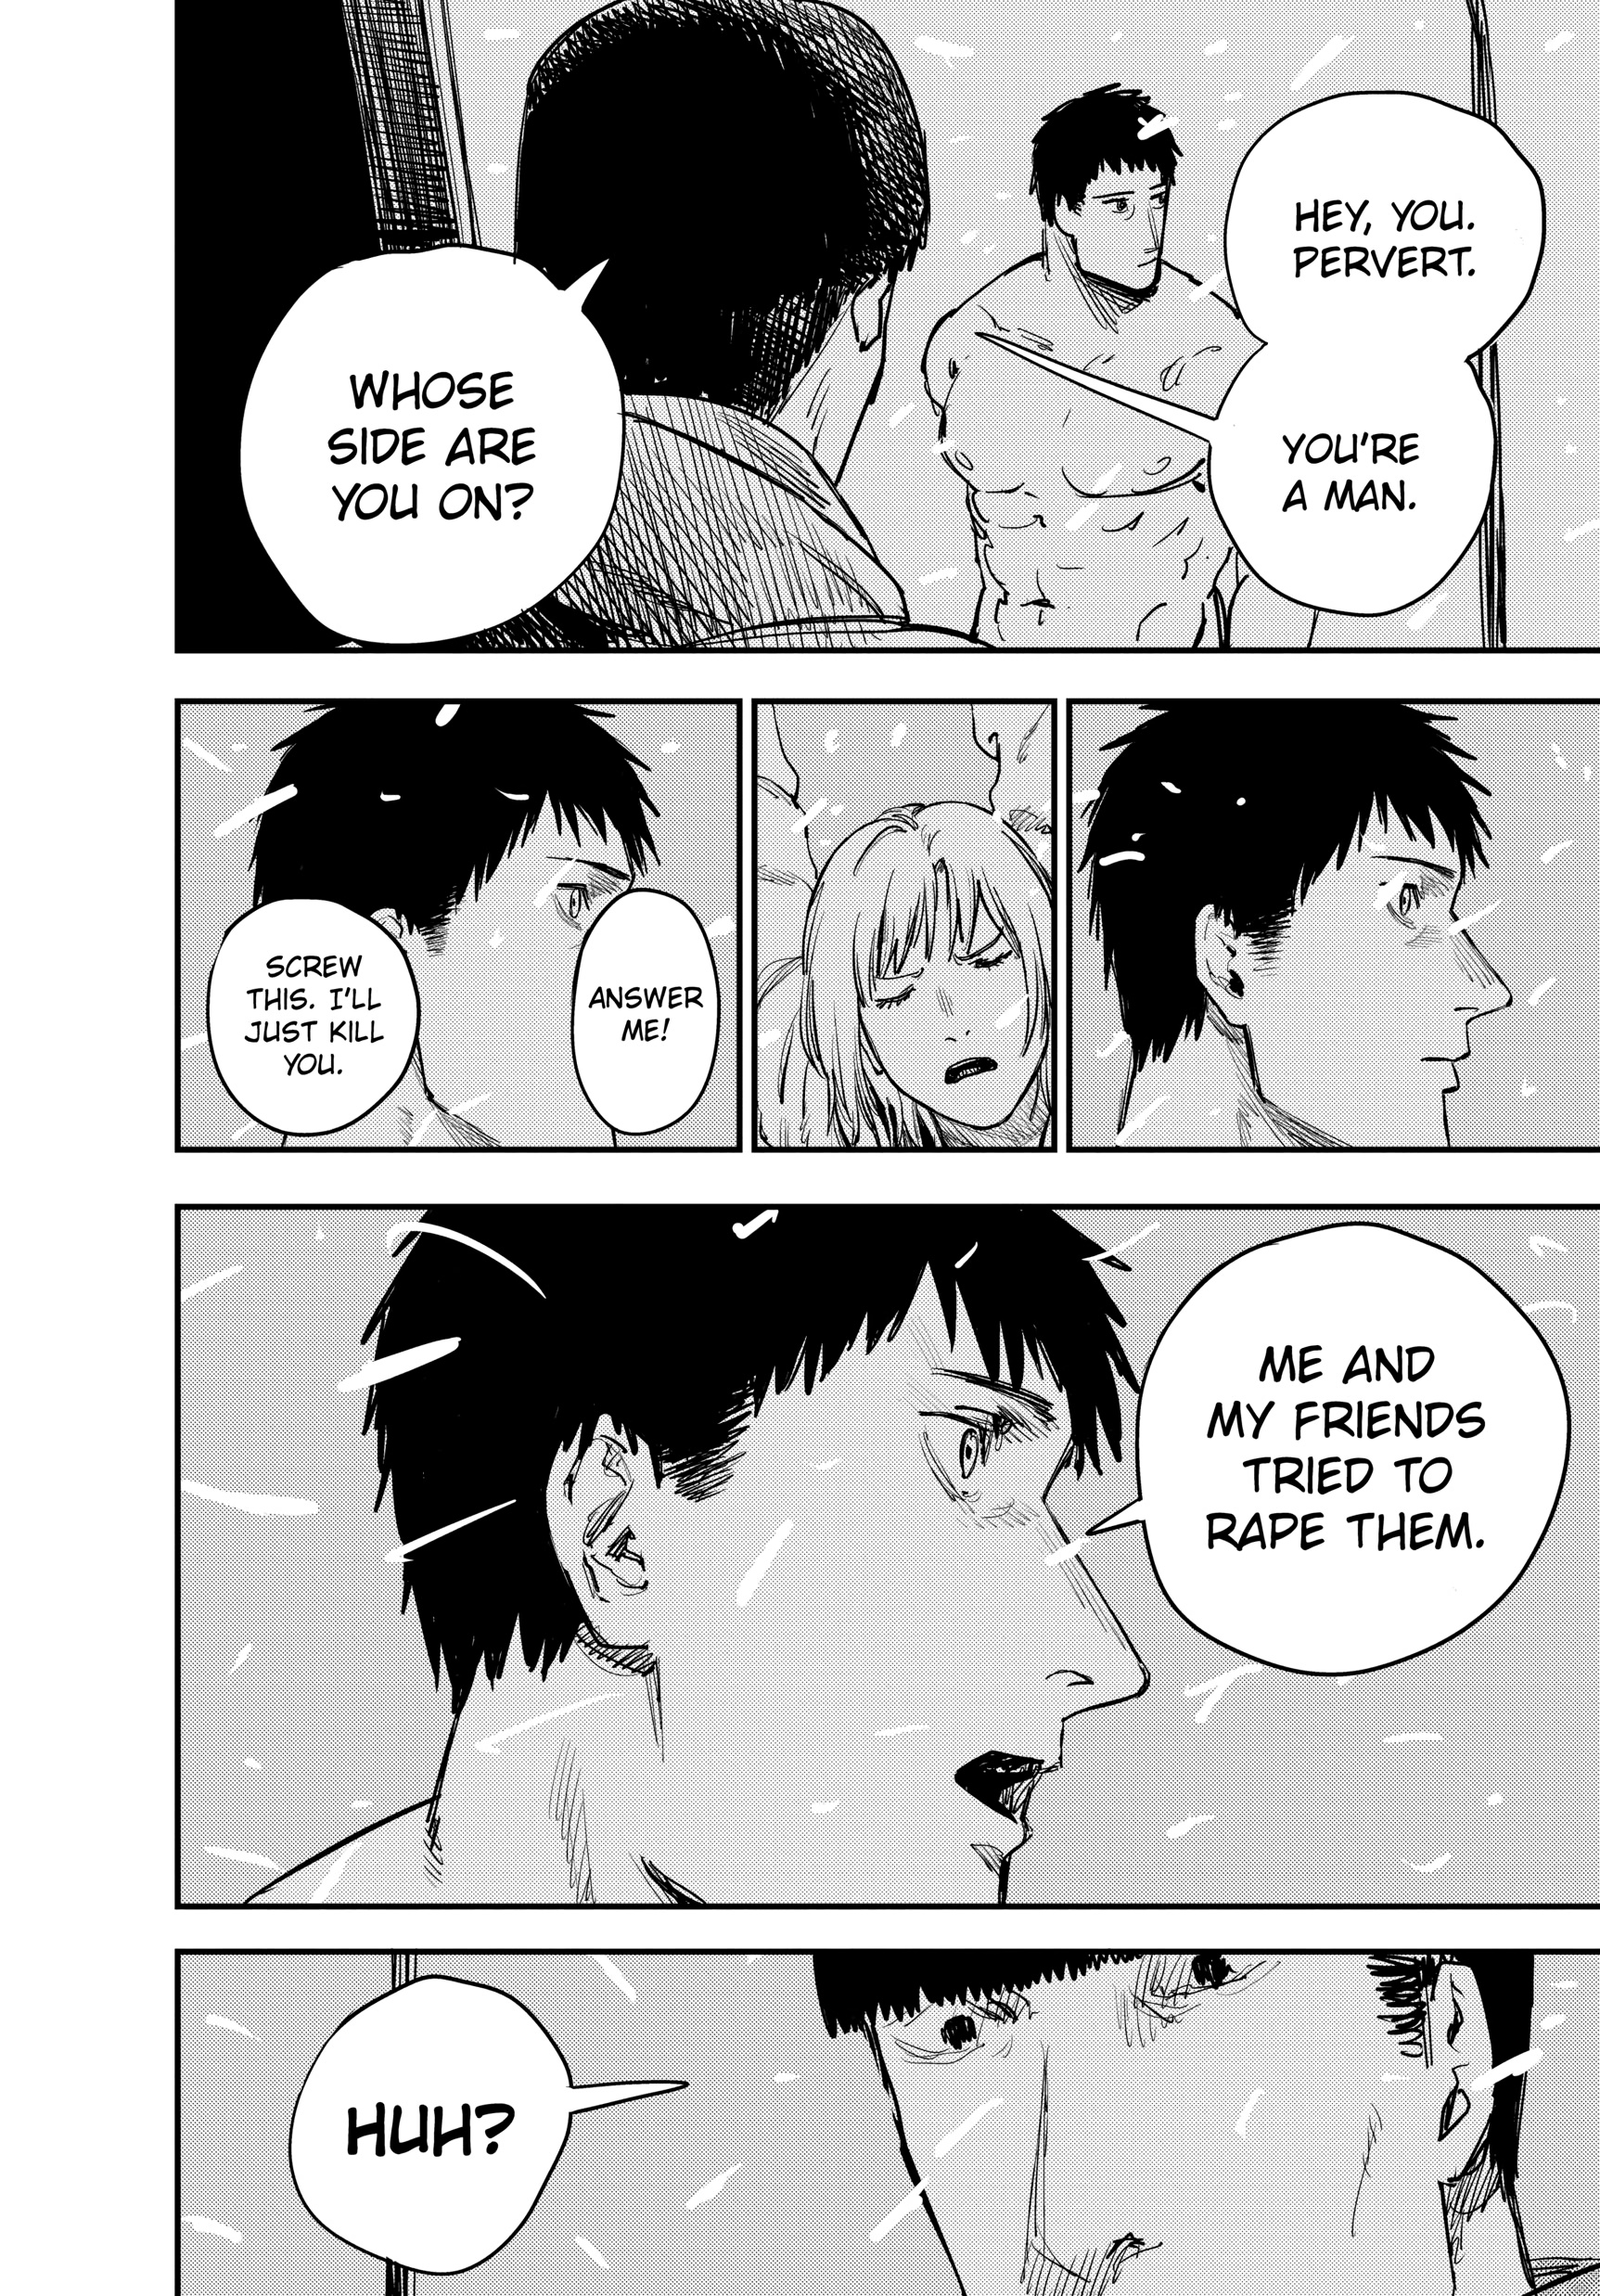 HEY, YOU.
PERVERT.
YOU'RE
A MAN.
WHOSE
SIDE ARE
YOU ON?
ANSWER
ME!
SCREW
THIS. I'LL
JUST KILL
YOU.
ME AND
MY FRIENDS
TRIED TO
RAPE THEM.
HUH?